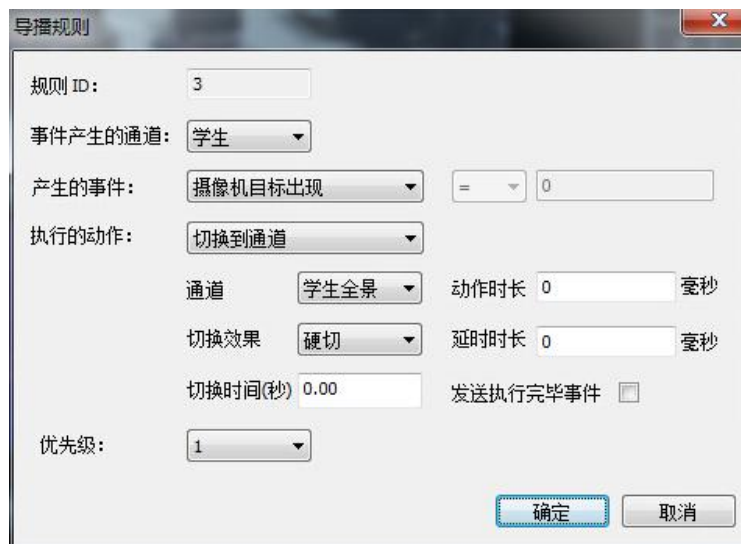 导播规则
规则 ID： 3
事件产生的通道： 学生
产生的事件： 摄像机目标出现 = 0
执行的动作： 切换到通道
通道 学生全景 动作时长 0 毫秒
切换效果 硬切 延时时长 0 毫秒
切换时间(秒) 0.00 发送执行完毕事件
优先级： 1
确定 取消